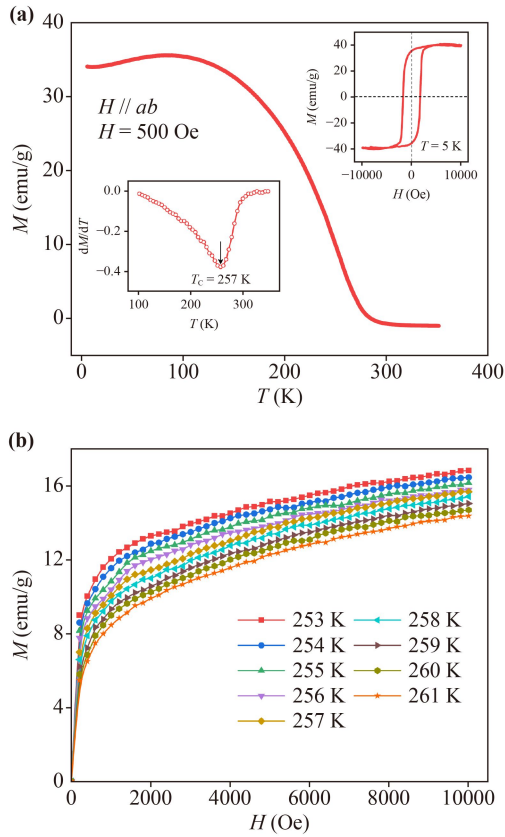 (a)
40
30
20
10
0
M (emu/g)
H // ab
H = 500 Oe
40
20
0
−20
−40
M (emu/g)
T = 5 K
−10000 0 10000
H (Oe)
0.0
−0.4
dM/dT
TC = 257 K
100 200 300
T (K)
0 100 200 300 400
T (K)
(b)
16
12
8
4
0
M (emu/g)
253 K 258 K
254 K 259 K
255 K 260 K
256 K 261 K
257 K
0 2000 4000 6000 8000 10000
H (Oe)